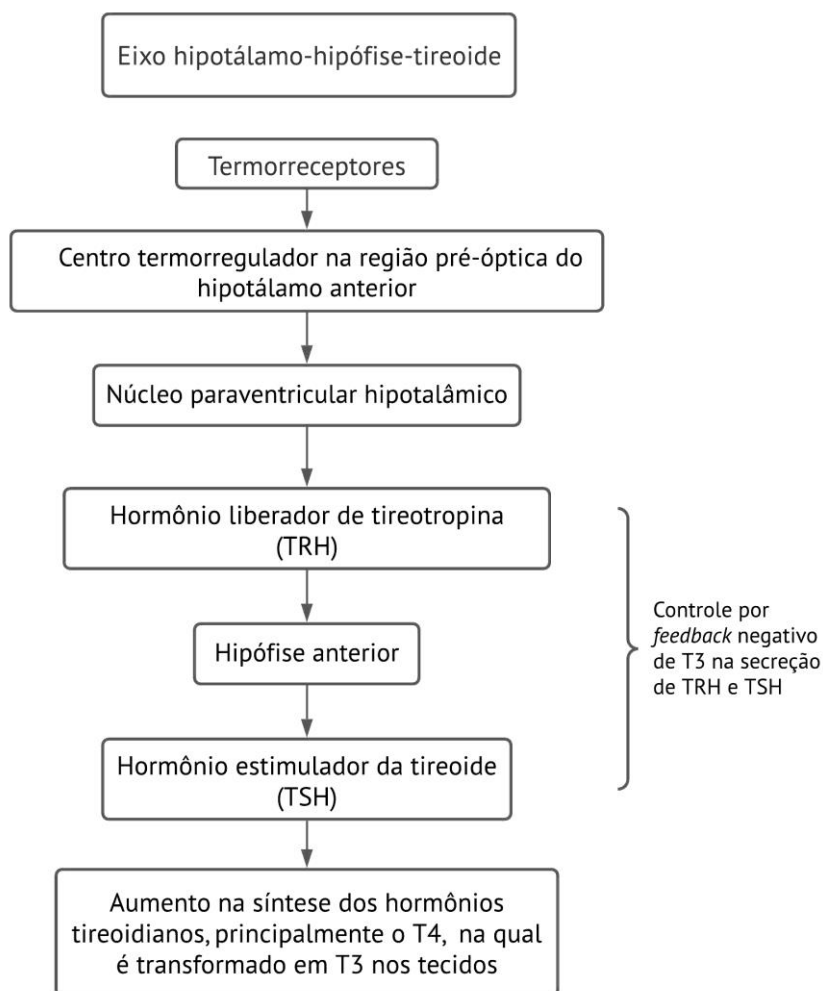 Eixo hipotálamo-hipófise-tireoide
Termorreceptores
Centro termorregulador na região pré-óptica do
hipotálamo anterior
Núcleo paraventricular hipotalâmico
Hormônio liberador de tireotropina
(TRH)
Hipófise anterior
Hormônio estimulador da tireoide
(TSH)
Controle por
feedback negativo
de T3 na secreção
de TRH e TSH
Aumento na síntese dos hormônios
tireoidianos, principalmente o T4, na qual
é transformado em T3 nos tecidos